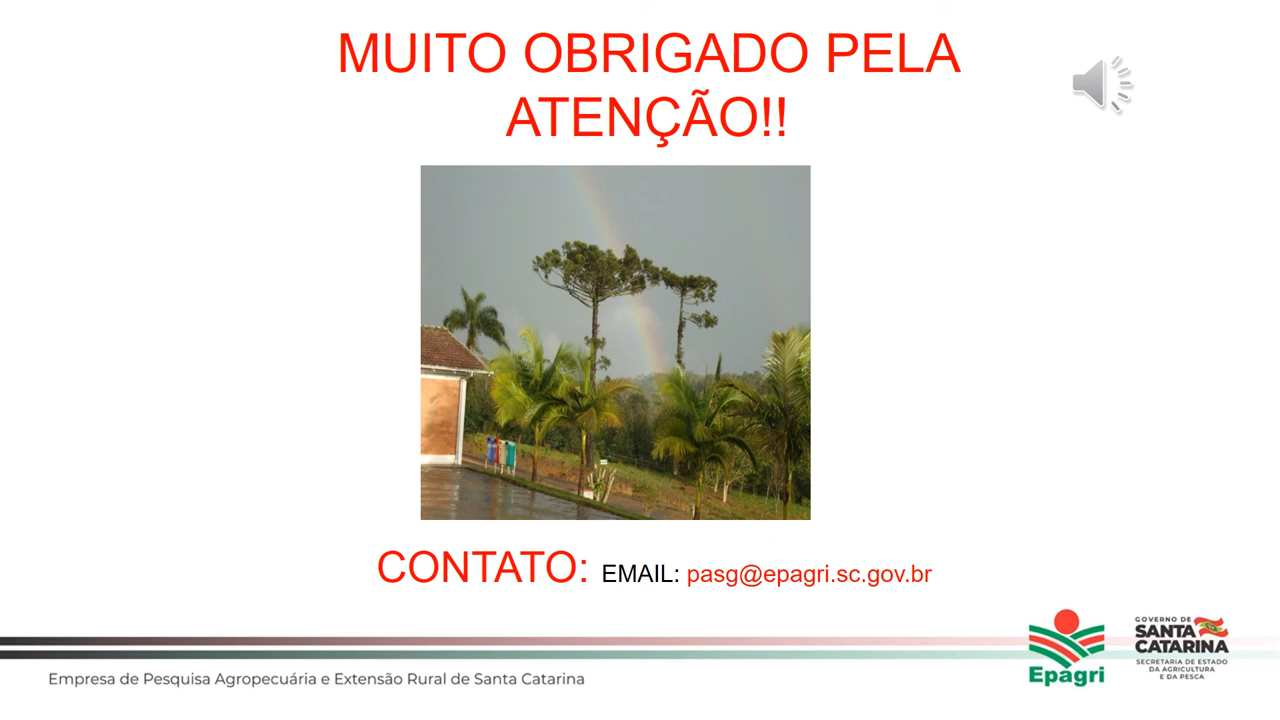 MUITO OBRIGADO PELA
ATENÇÃO!!
CONTATO: EMAIL: pasg@epagri.sc.gov.br
Empresa de Pesquisa Agropecuária e Extensão Rural de Santa Catarina
Epagri
GOVERNO DE
SANTA
CATARINA
SECRETARIA DE ESTADO
DA AGRICULTURA
E DA PESCA